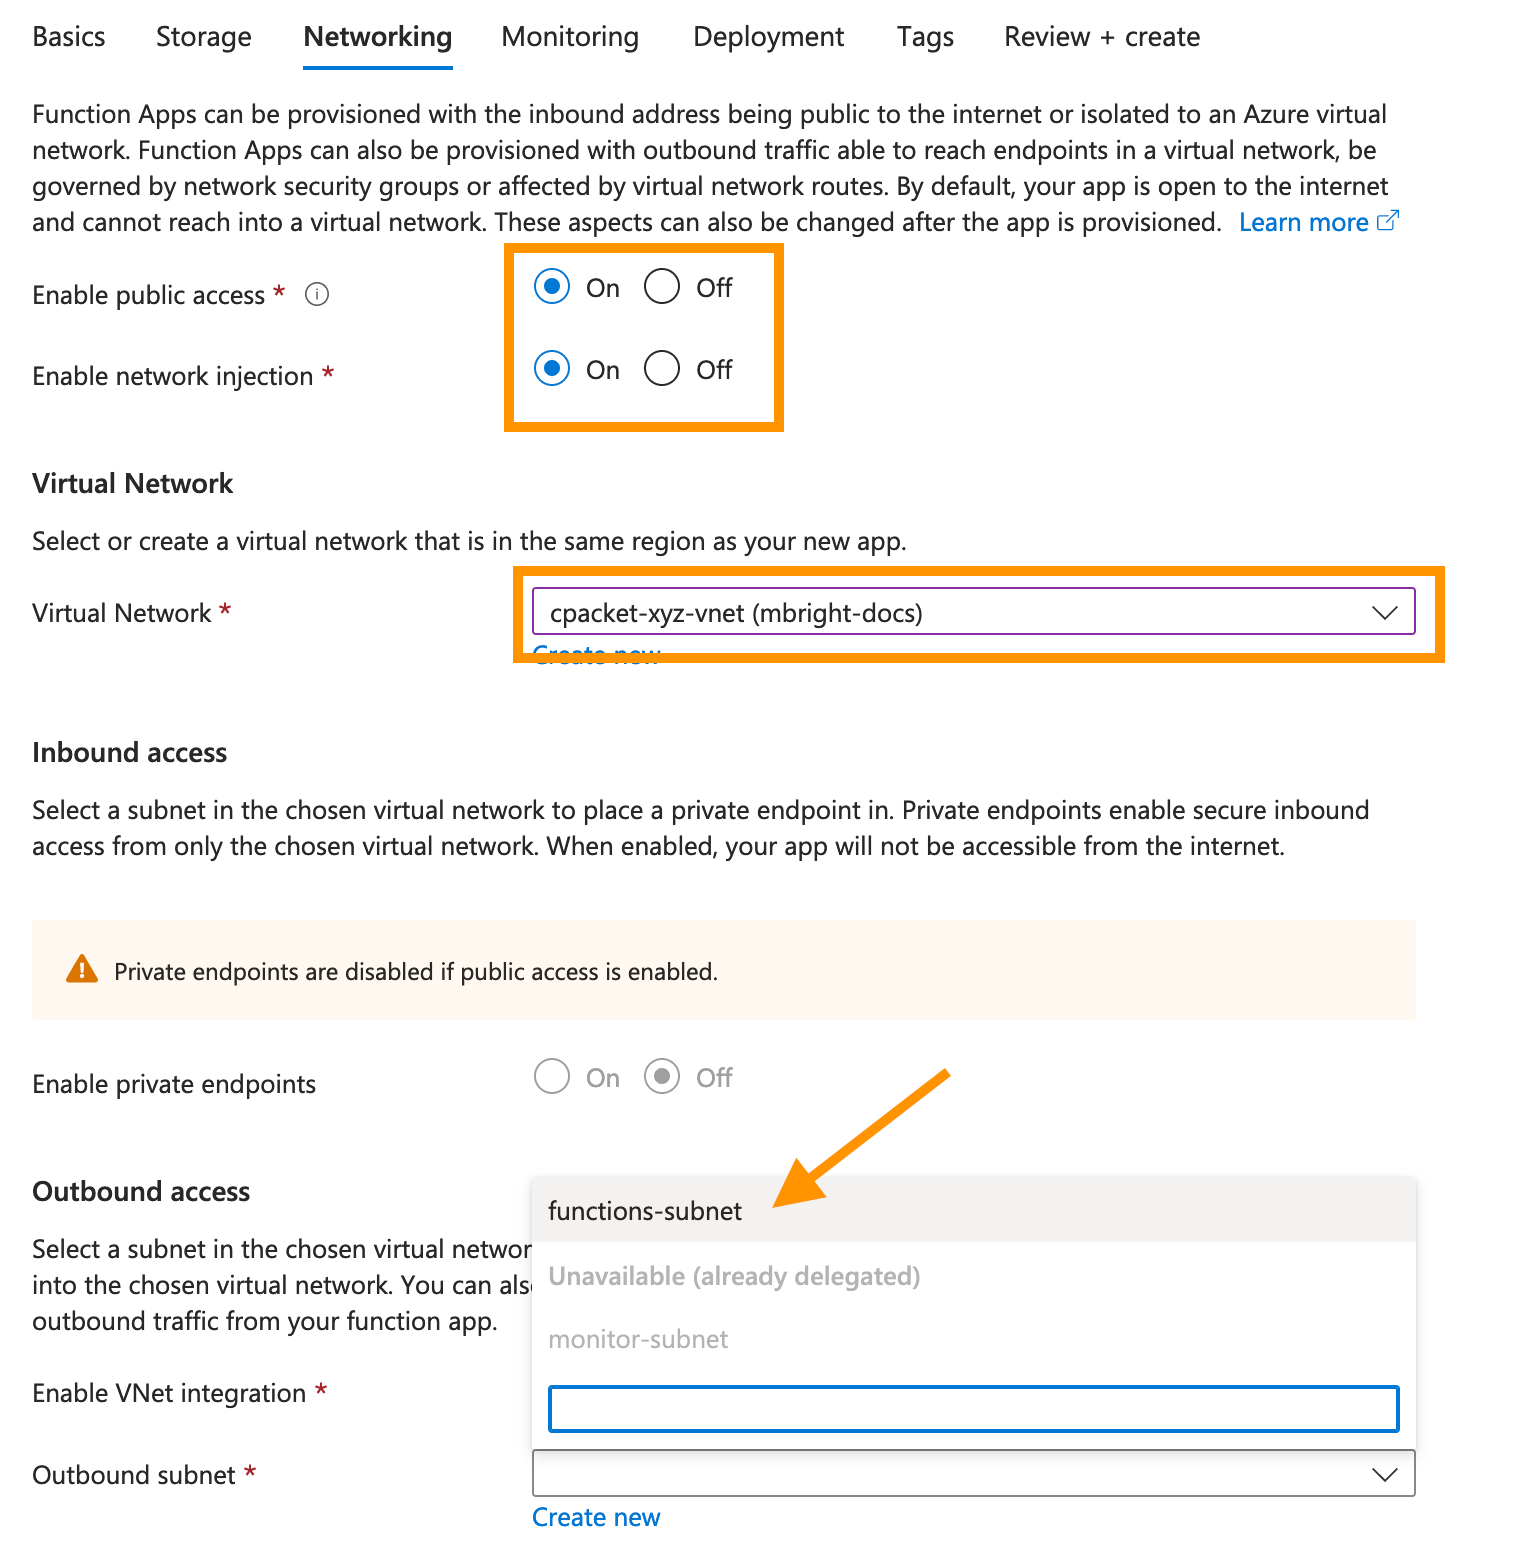 Basics Storage Networking Monitoring Deployment Tags Review + create
Function Apps can be provisioned with the inbound address being public to the internet or isolated to an Azure virtual
network. Function Apps can also be provisioned with outbound traffic able to reach endpoints in a virtual network, be
governed by network security groups or affected by virtual network routes. By default, your app is open to the internet
and cannot reach into a virtual network. These aspects can also be changed after the app is provisioned. Learn more
Enable public access * On Off
Enable network injection * On Off
Virtual Network
Select or create a virtual network that is in the same region as your new app.
Virtual Network * cpacket-xyz-vnet (mbright-docs)
Create new
Inbound access
Select a subnet in the chosen virtual network to place a private endpoint in. Private endpoints enable secure inbound
access from only the chosen virtual network. When enabled, your app will not be accessible from the internet.
Private endpoints are disabled if public access is enabled.
Enable private endpoints On Off
Outbound access
functions-subnet
Select a subnet in the chosen virtual
into the chosen virtual network. You can
outbound traffic from your function app.
Unavailable (already delegated)
monitor-subnet
Enable VNet integration *
Outbound subnet *
Create new